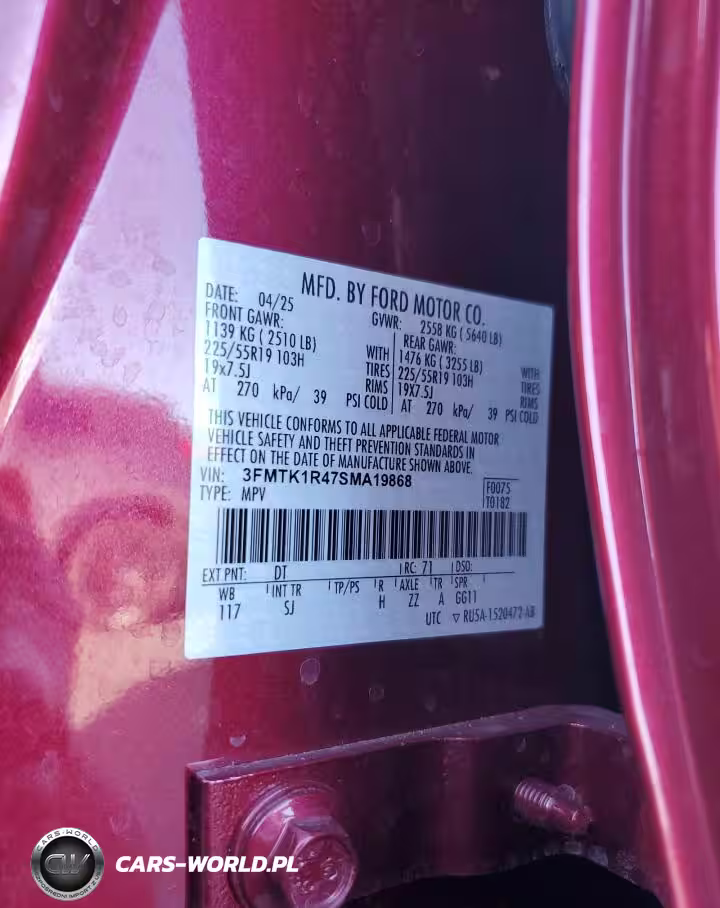 MFD. BY FORD MOTOR CO.
DATE: 04/25 GVWR: 2558 KG ( 5640 LB)
FRONT GAWR: REAR GAWR:
1139 KG ( 2510 LB) WITH 1476 KG ( 3255 LB) WITH
225/55R19 103H TIRES 225/55R19 103H TIRES
19x7.5J RIMS 19X7.5J RIMS
AT 270 kPa/ 39 PSI COLD AT 270 kPa/ 39 PSI COLD
THIS VEHICLE CONFORMS TO ALL APPLICABLE FEDERAL MOTOR
VEHICLE SAFETY AND THEFT PREVENTION STANDARDS IN
EFFECT ON THE DATE OF MANUFACTURE SHOWN ABOVE.
VIN: 3FMTK1R47SMA19868
TYPE: MPV F0075
T0182
EXT PNT: DT RC: 71 DSO:
WB INT TR TP/PS R AXLE TR SPR
117 SJ H ZZ A GG11
UTC ▽ RU5A-1520472-AB
CARS-WORLD
CW
CARS-WORLD.PL